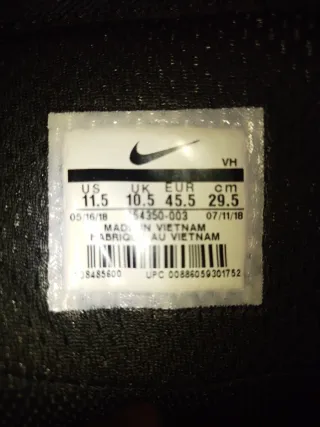 VH
US UK EUR cm
11.5 10.5 45.5 29.5
05/16/18 54350-003 07/11/18
MADE IN VIETNAM
FABRIQUE AU VIETNAM
08485600 UPC 00886059301752